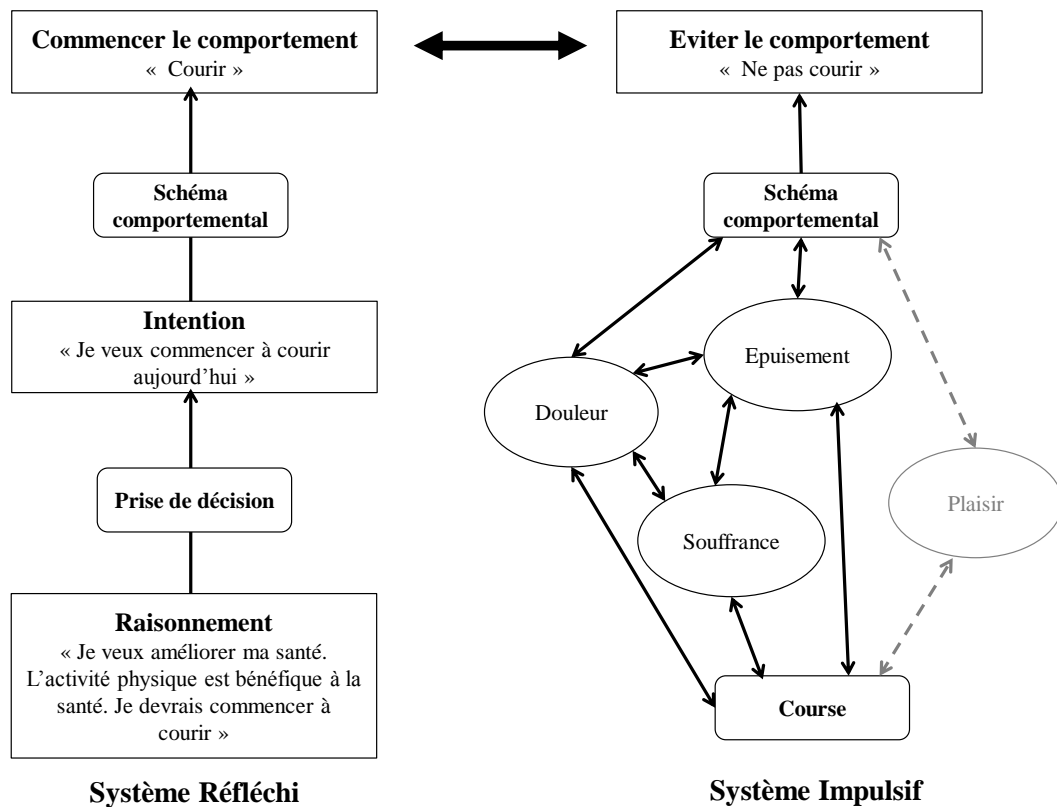 Commencer le comportement
« Courir »
Schéma
comportemental
Intention
« Je veux commencer à courir
aujourd’hui »
Prise de décision
Raisonnement
« Je veux améliorer ma santé.
L’activité physique est bénéfique à la
santé. Je devrais commencer à
courir »
Système Réfléchi
Eviter le comportement
« Ne pas courir »
Schéma
comportemental
Epuisement
Douleur
Plaisir
Souffrance
Course
Système Impulsif